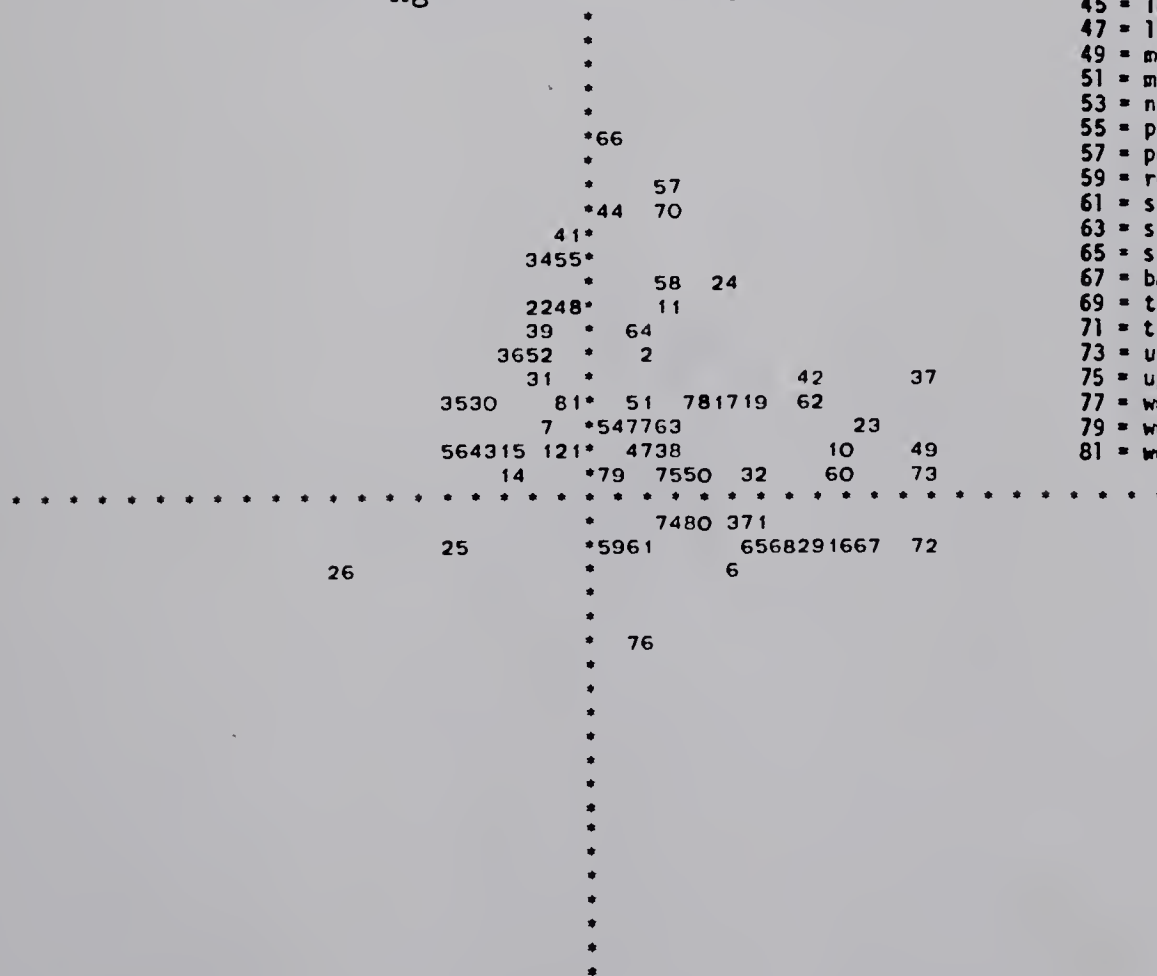 45 =
47 =
49 = m
51 = m
53 = n
*66 55 = p
57 = p
57 59 = r
*44 70 61 = s
41* 63 = s
3455* 65 = s
58 24 67 = b
2248* 11 69 = t
39 * 64 71 = t
3652 * 2 73 = u
31 * 42 37 75 = u
3530 81* 51 781719 62 77 = w
7 *547763 23 79 = w
564315 121* 4738 10 49 81 = w
14 *79 7550 32 60 73
* * * * * * * * * * * * * * * * * * * * * * * * * * * * * * * * * * * * * * * *
* 7480 371
25 *5961 6568291667 72
26 * 6
* 76